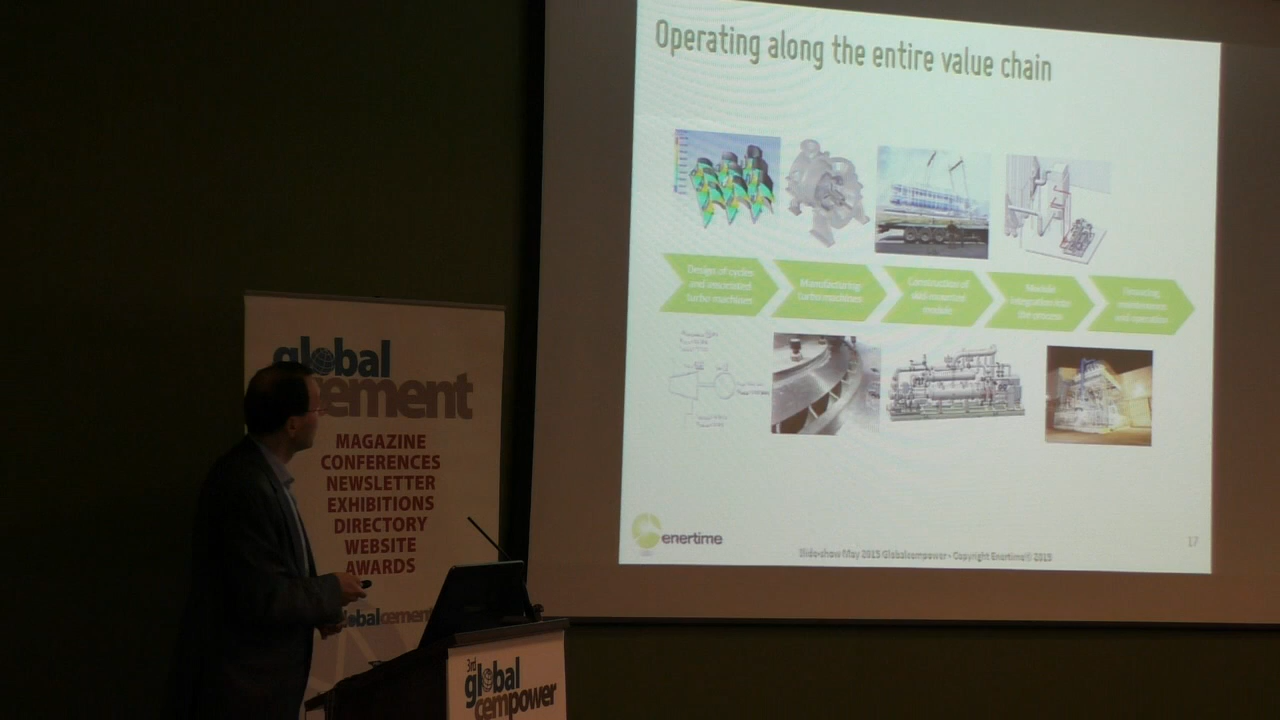 Operating along the entire value chain
Design of cycles
and associated
turbo machines
Manufacturing
turbo machines
Construction of
skid-mounted
module
Module
integration into
the process
Financing,
maintenance
and operation
enertime
Slide-show May 2015 Globalcempower - Copyright Enertime© 2015
17
global
cement
MAGAZINE
CONFERENCES
NEWSLETTER
EXHIBITIONS
DIRECTORY
WEBSITE
AWARDS
globalcement
3rd
global
cempower